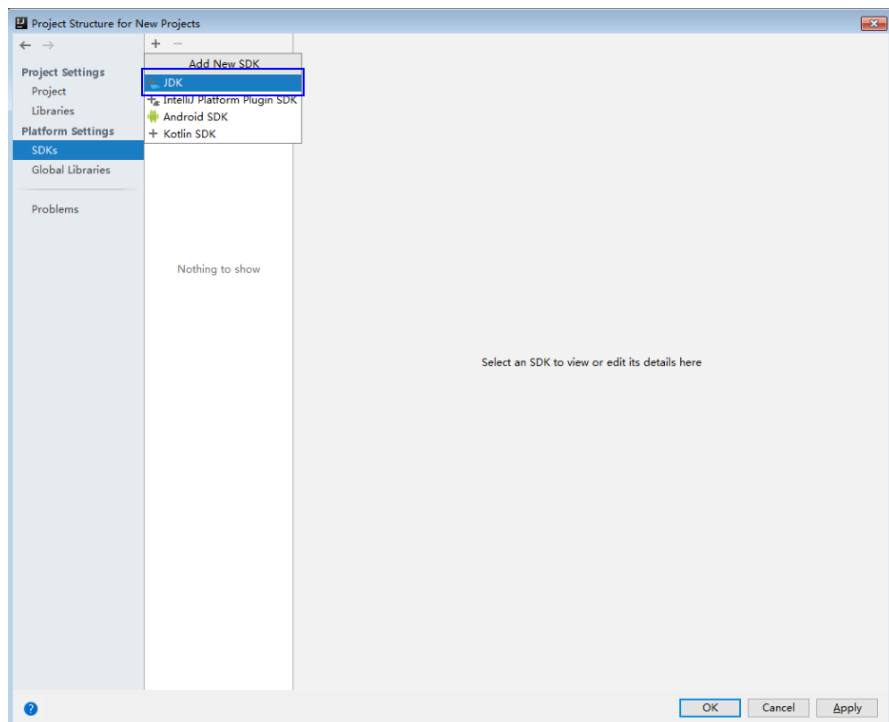 Project Structure for New Projects
Project Settings
Project
Libraries
Platform Settings
SDKs
Global Libraries
Problems
Add New SDK
JDK
IntelliJ Platform Plugin SDK
Android SDK
Kotlin SDK
Nothing to show
Select an SDK to view or edit its details here
OK
Cancel
Apply